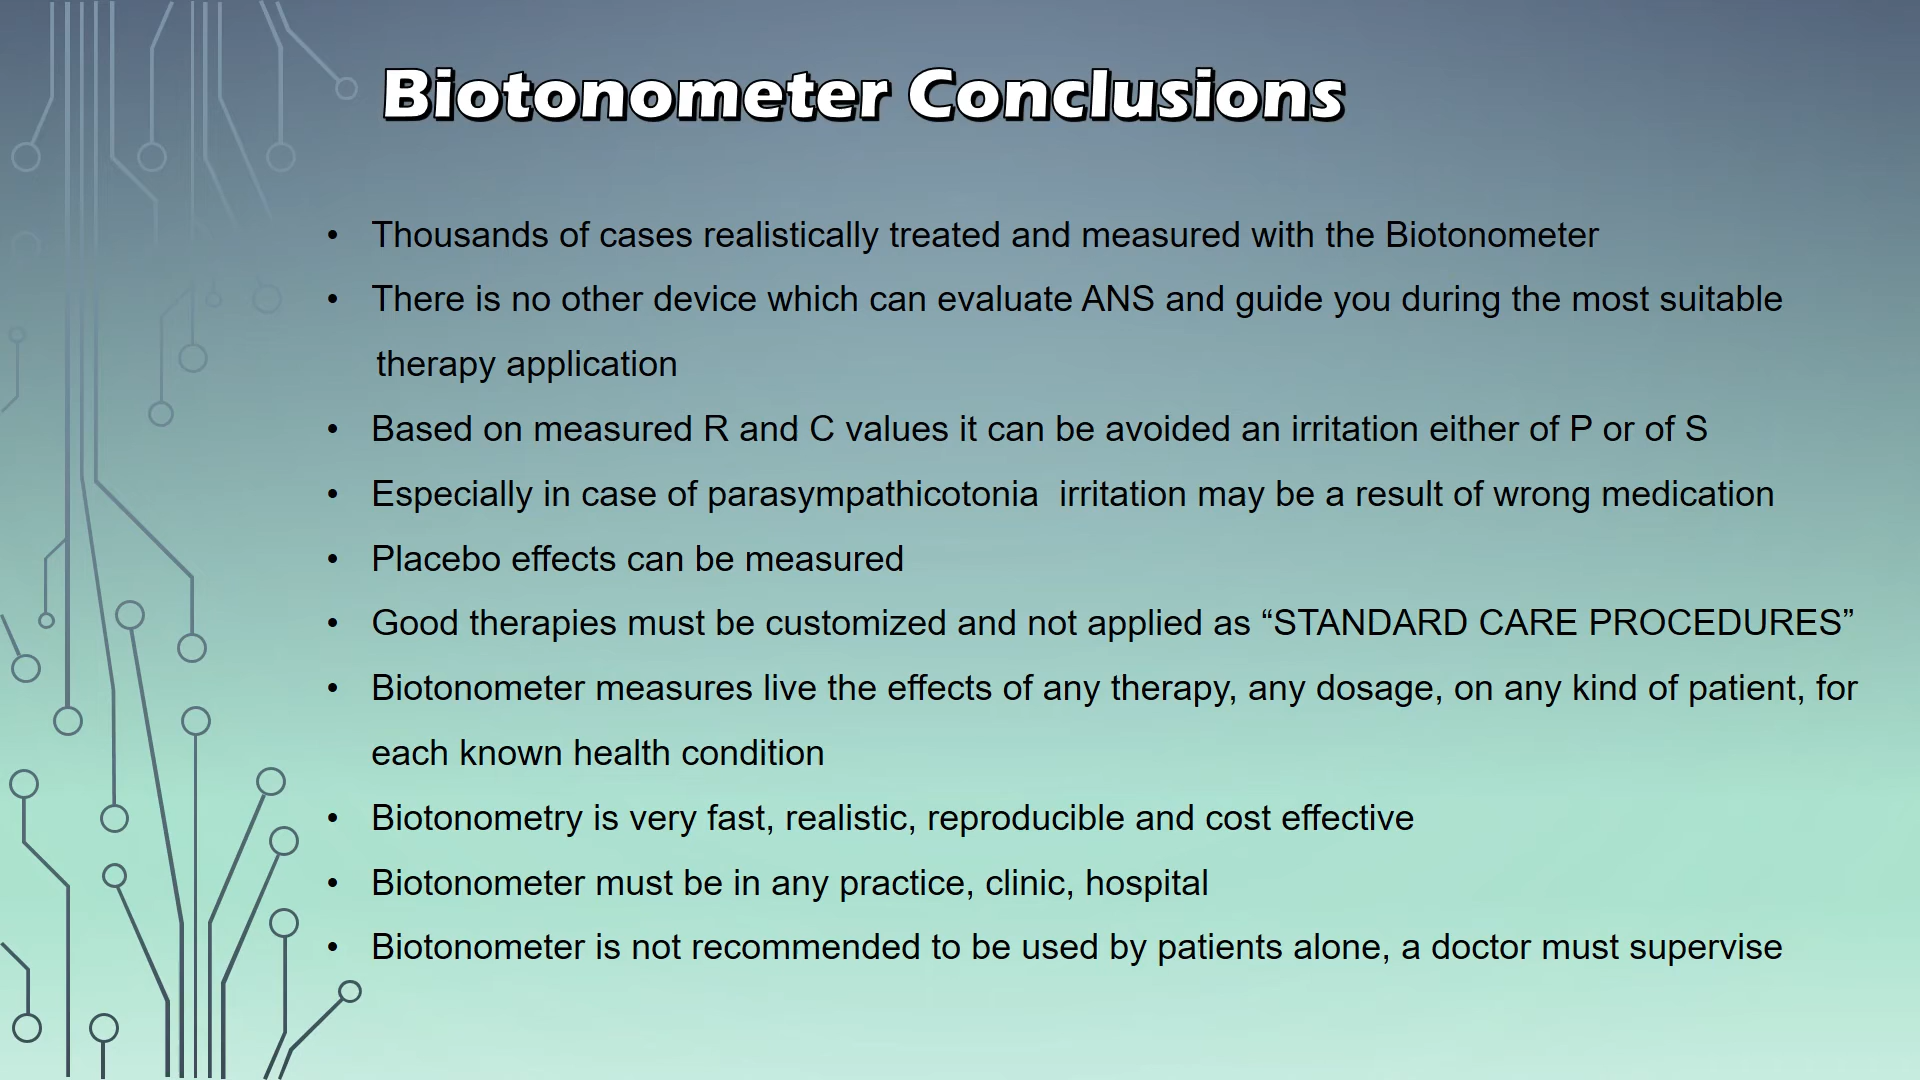 Biotonometer Conclusions
• Thousands of cases realistically treated and measured with the Biotonometer
• There is no other device which can evaluate ANS and guide you during the most suitable
therapy application
• Based on measured R and C values it can be avoided an irritation either of P or of S
• Especially in case of parasympathicotonia  irritation may be a result of wrong medication
• Placebo effects can be measured
• Good therapies must be customized and not applied as “STANDARD CARE PROCEDURES”
• Biotonometer measures live the effects of any therapy, any dosage, on any kind of patient, for
each known health condition
• Biotonometry is very fast, realistic, reproducible and cost effective
• Biotonometer must be in any practice, clinic, hospital
• Biotonometer is not recommended to be used by patients alone, a doctor must supervise